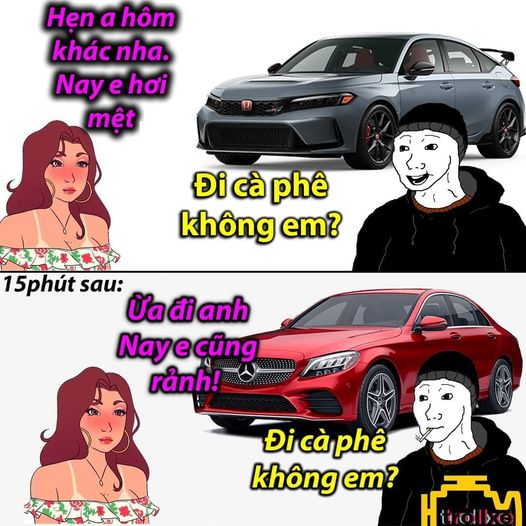 Hẹn a hôm
khác nha.
Nay e hơi
mệt
Đi cà phê
không em?
15phút sau:
Ừa đi anh
Nay e cũng
rảnh!
Đi cà phê
không em?
trollxe